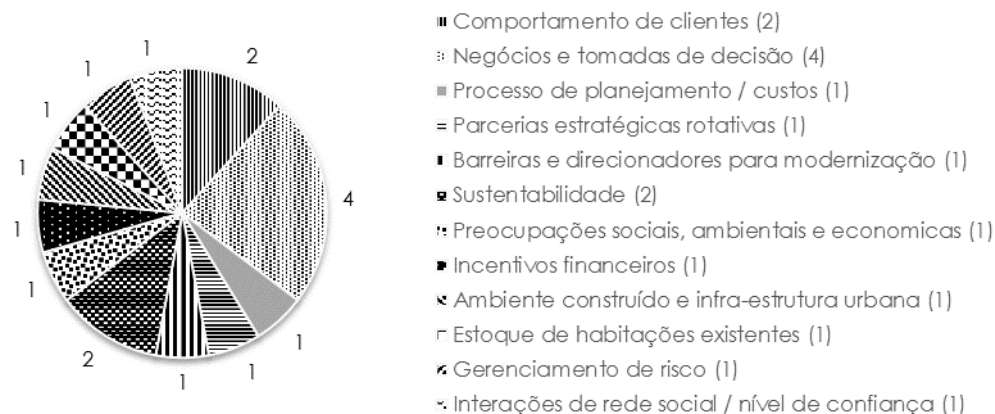 1
1
1
1
1
1
2
1
1
1
4
2
Comportamento de clientes (2)
Negócios e tomadas de decisão (4)
Processo de planejamento / custos (1)
Parcerias estratégicas rotativas (1)
Barreiras e direcionadores para modernização (1)
Sustentabilidade (2)
Preocupações sociais, ambientais e economicas (1)
Incentivos financeiros (1)
Ambiente construído e infra-estrutura urbana (1)
Estoque de habitações existentes (1)
Gerenciamento de risco (1)
Interações de rede social / nível de confiança (1)